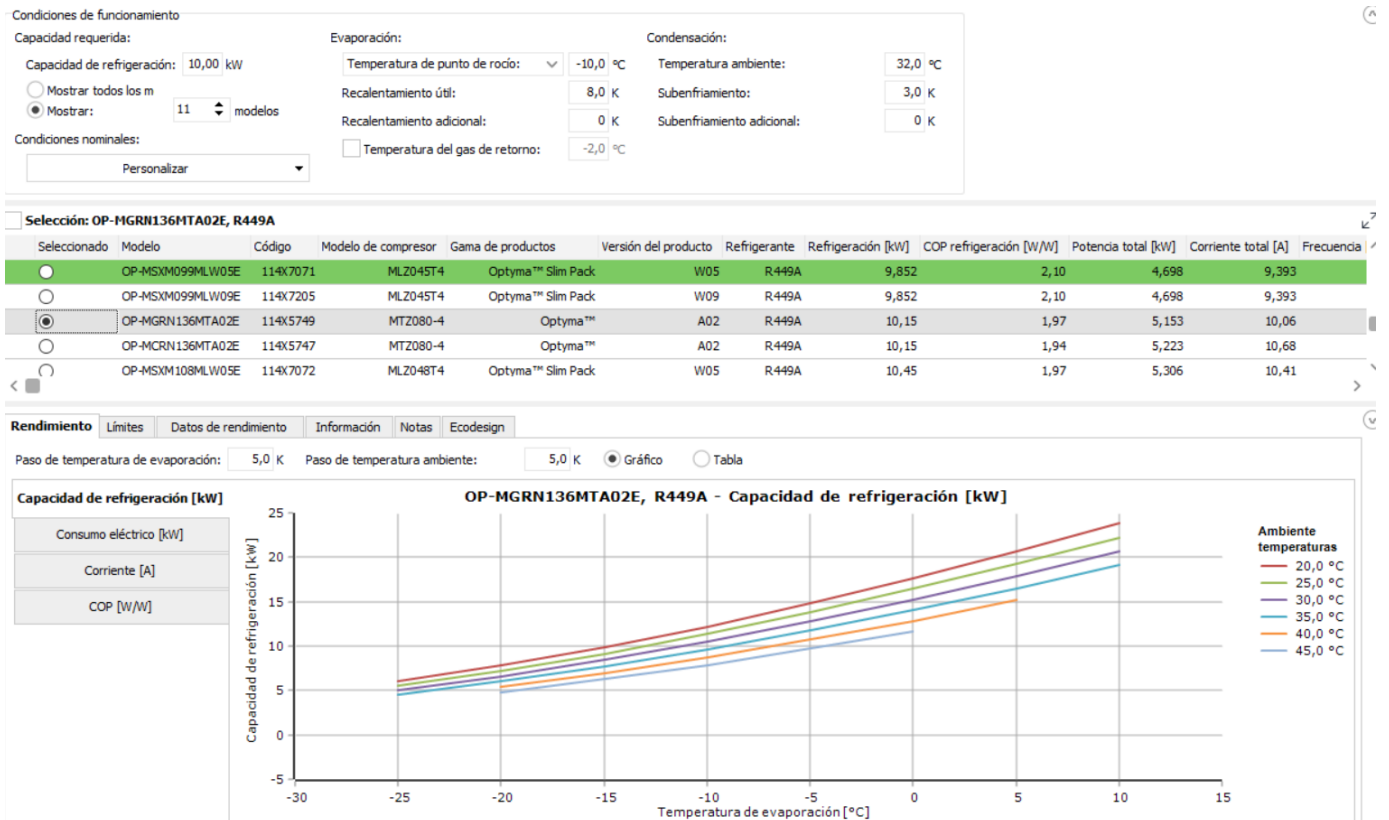 Condiciones de funcionamiento
Capacidad requerida: Evaporación: Condensación:
Capacidad de refrigeración: 10,00 kW Temperatura de punto de rocío: -10,0 ºC Temperatura ambiente: 32,0 ºC
Mostrar todos los m Recalentamiento útil: 8,0 K Subenfriamiento: 3,0 K
Mostrar: 11 modelos
Recalentamiento adicional: 0 K Subenfriamiento adicional: 0 K
Condiciones nominales:
Temperatura del gas de retorno: -2,0 ºC
Personalizar
Selección: OP-MGRN136MTA02E, R449A
Seleccionado Modelo Código Modelo de compresor Gama de productos Versión del producto Refrigerante Refrigeración [kW] COP refrigeración [W/W] Potencia total [kW] Corriente total [A] Frecuencia
OP-MSXM099MLW05E 114X7071 MLZ045T4 Optyma™ Slim Pack W05 R449A 9,852 2,10 4,698 9,393
OP-MSXM099MLW09E 114X7205 MLZ045T4 Optyma™ Slim Pack W09 R449A 9,852 2,10 4,698 9,393
OP-MGRN136MTA02E 114X5749 MTZ080-4 Optyma™ A02 R449A 10,15 1,97 5,153 10,06
OP-MCRN136MTA02E 114X5747 MTZ080-4 Optyma™ A02 R449A 10,15 1,94 5,223 10,68
OP-MSXM108MLW05E 114X7072 MLZ048T4 Optyma™ Slim Pack W05 R449A 10,45 1,97 5,306 10,41
Rendimiento Límites Datos de rendimiento Información Notas Ecodesign
Paso de temperatura de evaporación: 5,0 K Paso de temperatura ambiente: 5,0 K Gráfico Tabla
Capacidad de refrigeración [kW]
Consumo eléctrico [kW]
Corriente [A]
COP [W/W]
OP-MGRN136MTA02E, R449A - Capacidad de refrigeración [kW]
Capacidad de refrigeración [kW]
25
20
15
10
5
0
-5
-30 -25 -20 -15 -10 -5 0 5 10 15
Temperatura de evaporación [°C]
Ambiente
temperaturas
20,0 °C
25,0 °C
30,0 °C
35,0 °C
40,0 °C
45,0 °C